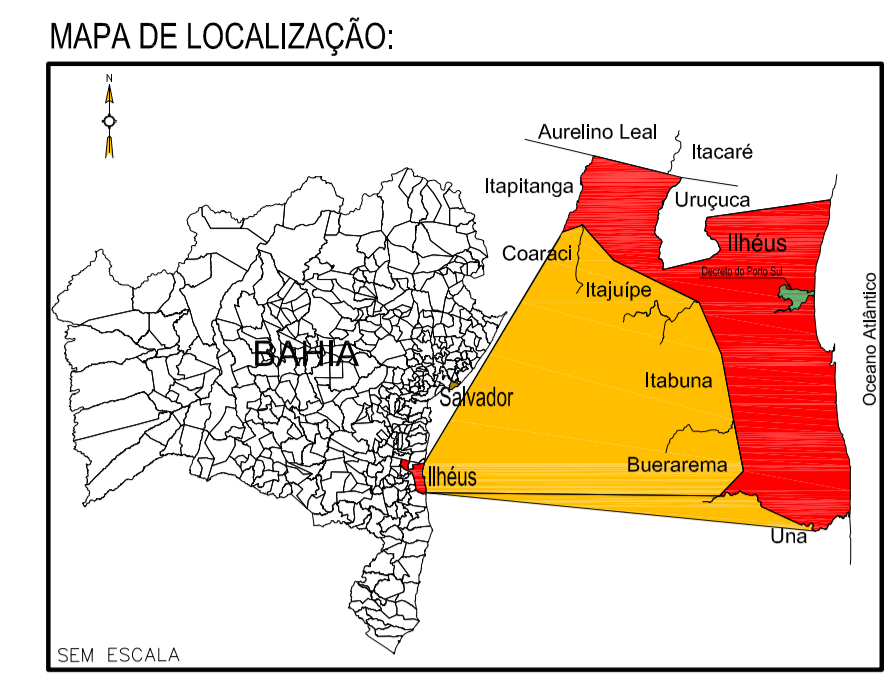 MAPA DE LOCALIZAÇÃO:
N
Aurelino Leal
Itacaré
Itapitanga
Uruçuca
Ilhéus
Coaraci
Decreto do Porto Sul
Itajuípe
Oceano Atlântico
BAHIA
Itabuna
Salvador
Buerarema
Ilhéus
Una
SEM ESCALA